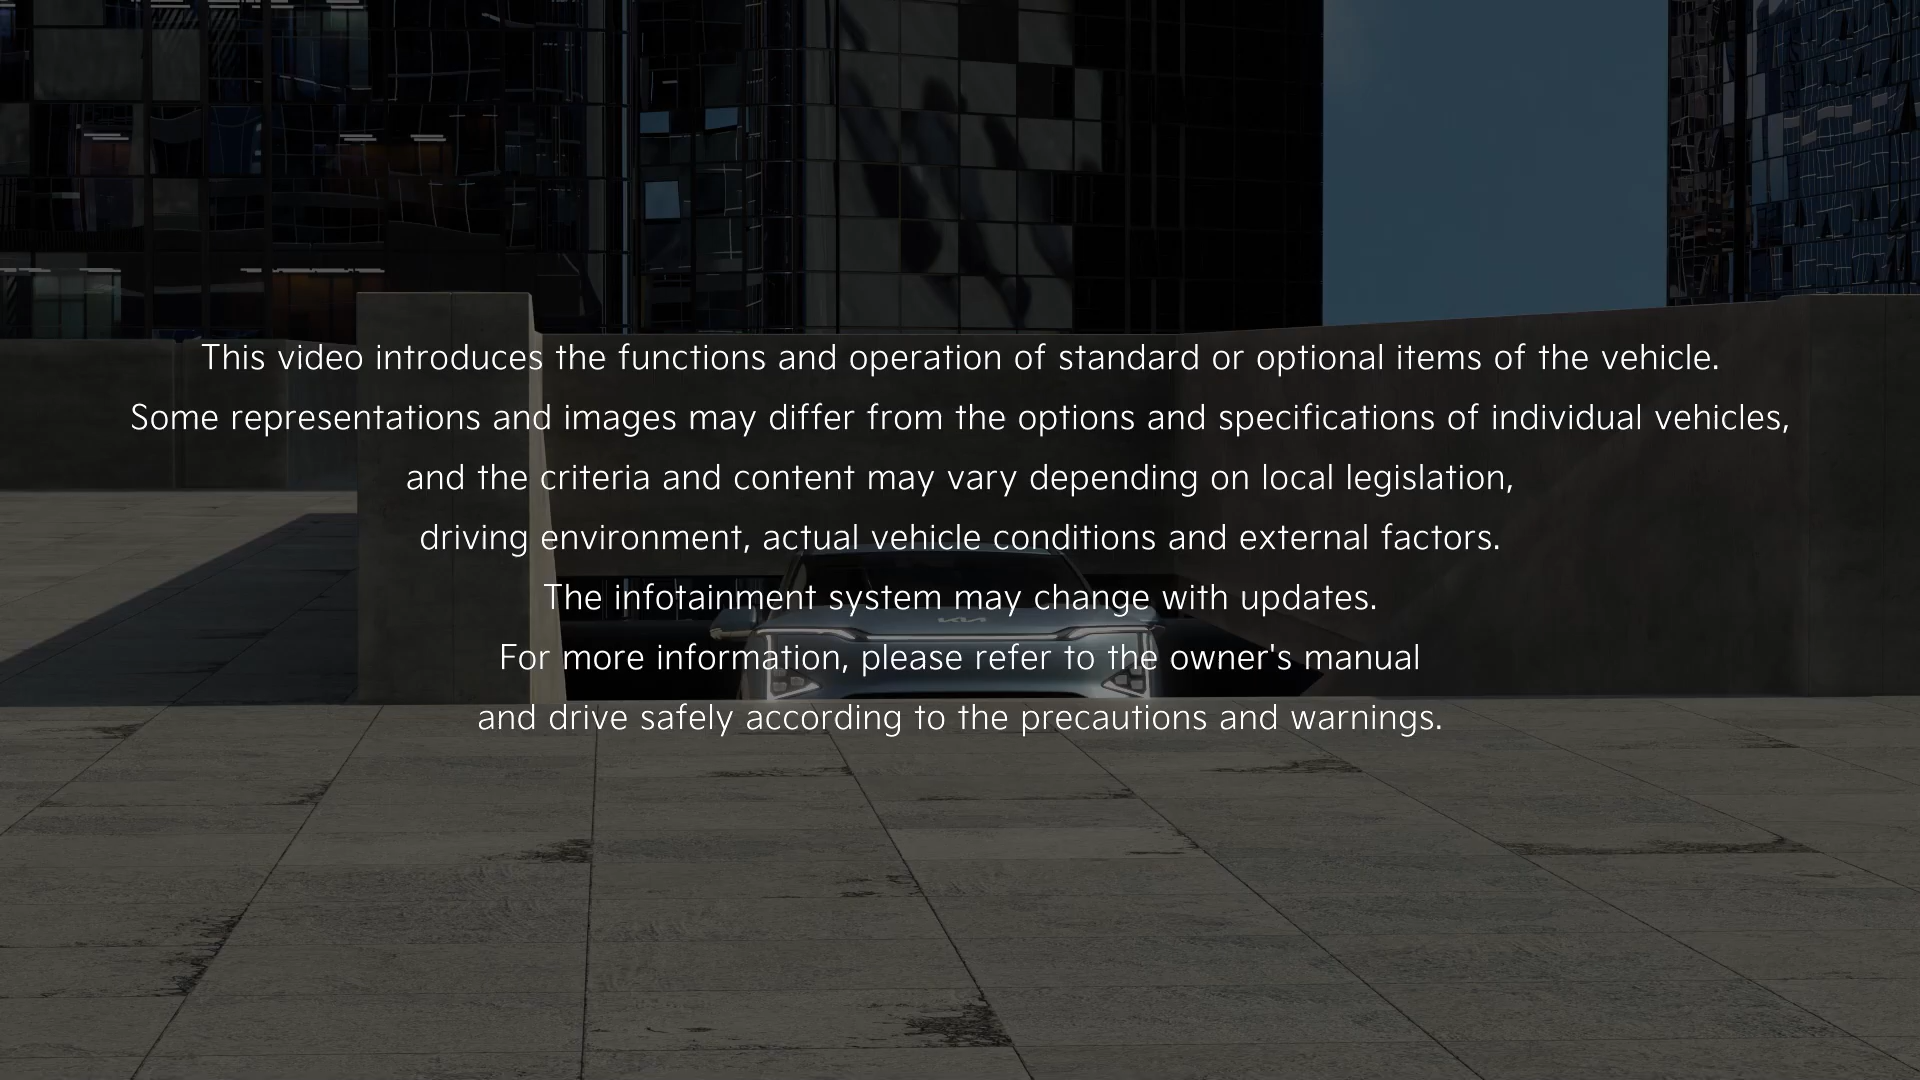 This video introduces the functions and operation of standard or optional items of the vehicle.
Some representations and images may differ from the options and specifications of individual vehicles,
and the criteria and content may vary depending on local legislation,
driving environment, actual vehicle conditions and external factors.
The infotainment system may change with updates.
KIA
For more information, please refer to the owner's manual
and drive safely according to the precautions and warnings.